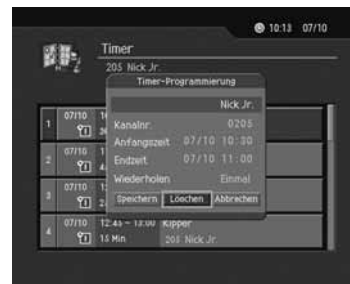 10:13 07/10
Timer
205 Nick Jr.
Timer-Programmierung
Nick Jr.
Kanalnr. 0205
Anfangszeit 07/10 10:30
Endzeit 07/10 11:00
Wiederholen Einmal
Speichern Löschen Abbrechen
1 07/10
2 07/10
3 07/10
4 07/10 12:45 - 13:00 Kipper
15 Min 205 Nick Jr.